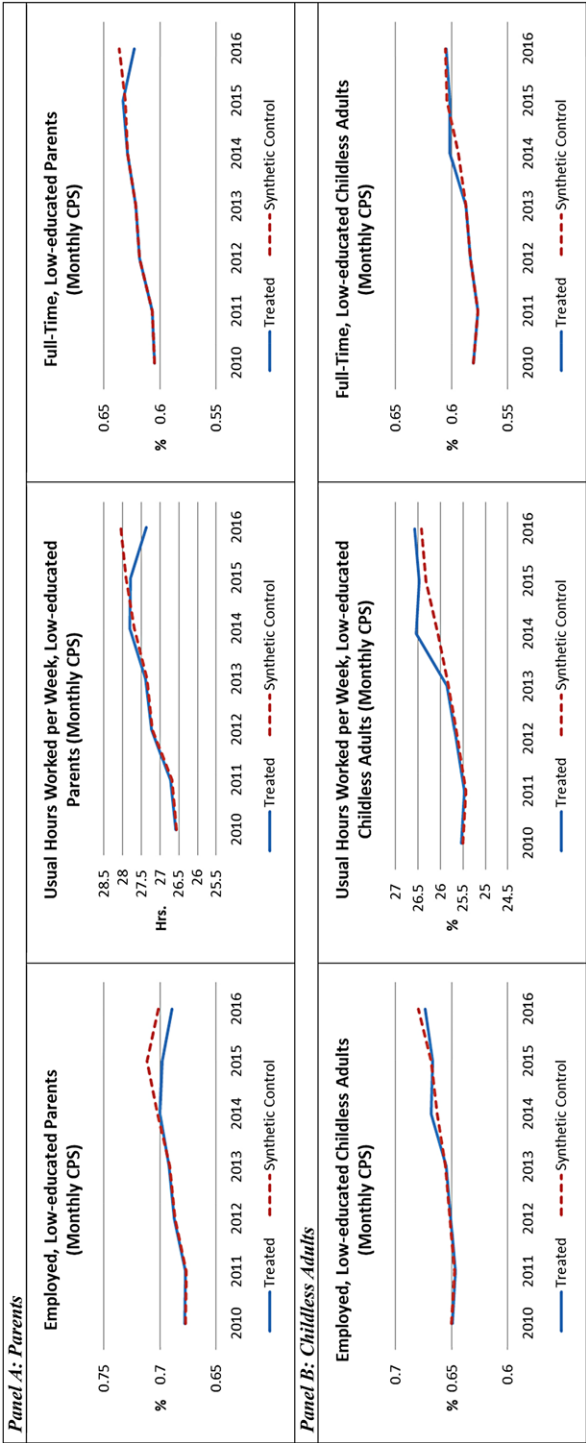 Panel A: Parents
Employed, Low-educated Parents
(Monthly CPS)
0.75
0.7
0.65
%
2010 2011 2012 2013 2014 2015 2016
Treated Synthetic Control
Usual Hours Worked per Week, Low-educated
Parents (Monthly CPS)
28.5
28
27.5
27
26.5
26
25.5
Hrs.
2010 2011 2012 2013 2014 2015 2016
Treated Synthetic Control
Full-Time, Low-educated Parents
(Monthly CPS)
0.65
0.6
0.55
%
2010 2011 2012 2013 2014 2015 2016
Treated Synthetic Control
Panel B: Childless Adults
Employed, Low-educated Childless Adults
(Monthly CPS)
0.7
0.65
0.6
%
2010 2011 2012 2013 2014 2015 2016
Treated Synthetic Control
Usual Hours Worked per Week, Low-educated
Childless Adults (Monthly CPS)
27
26.5
26
25.5
25
24.5
%
2010 2011 2012 2013 2014 2015 2016
Treated Synthetic Control
Full-Time, Low-educated Childless Adults
(Monthly CPS)
0.65
0.6
0.55
%
2010 2011 2012 2013 2014 2015 2016
Treated Synthetic Control